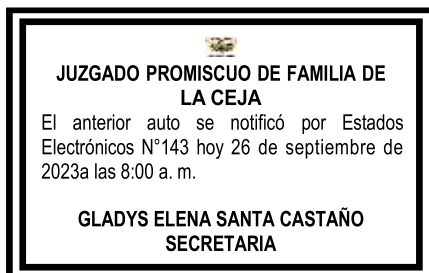 JUZGADO PROMISCUO DE FAMILIA DE
LA CEJA
El anterior auto se notificó por Estados
Electrónicos N°143 hoy 26 de septiembre de
2023a las 8:00 a. m.
GLADYS ELENA SANTA CASTAÑO
SECRETARIA